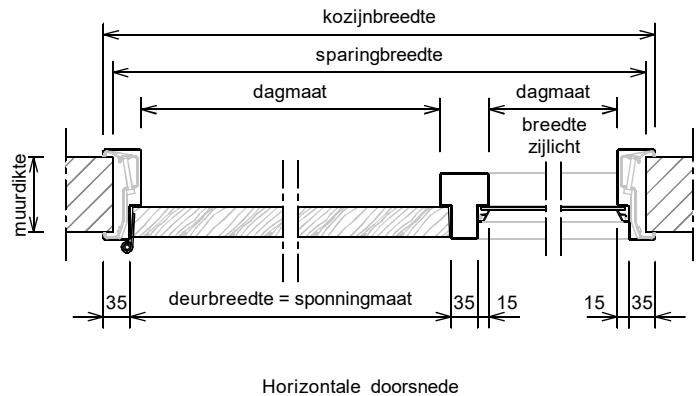 kozijnbreedte
sparingbreedte
dagmaat
dagmaat
breedte
zijlicht
muurdikte
35
deurbreedte = sponningmaat
35
15
15
35
Horizontale doorsnede